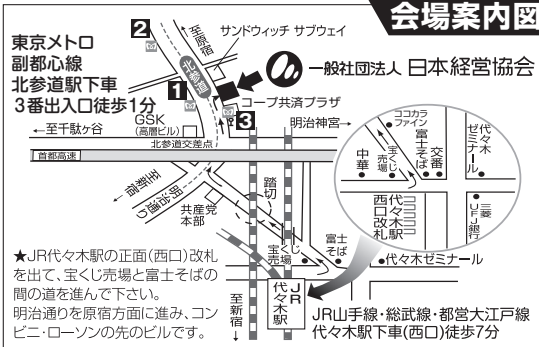 会場案内図
東京メトロ
副都心線
北参道駅下車
3番出入口徒歩1分
2
至原宿
サンドウィッチ サブウェイ
北参道
一般社団法人 日本経営協会
1
3
コープ共済プラザ
GSK
(高層ビル)
←至千駄ヶ谷
明治神宮→
北参道交差点
首都高速
至新宿
明治通り
共産党
本部
踏切
宝くじ
売場
富士
そば
代々木ゼミナール
JR
代々木駅
至新宿
ココカラ
ファイン
中華
宝くじ
売場
富士そば
交番
代々木
ゼミナール
代々木駅
西口改札
三菱
UFJ銀行
★JR代々木駅の正面(西口)改札
を出て、宝くじ売場と富士そばの
間の道を進んで下さい。
明治通りを原宿方面に進み、コン
ビニ・ローソンの先のビルです。
JR山手線・総武線・都営大江戸線
代々木駅下車(西口)徒歩7分